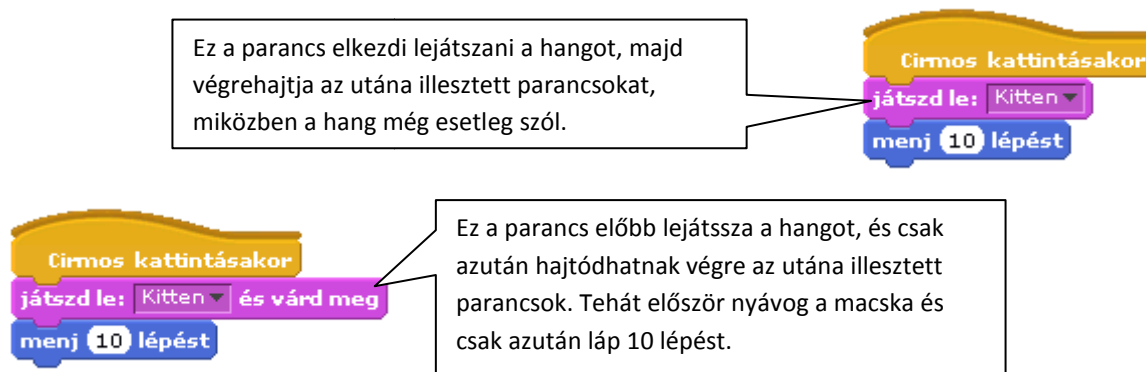 Ez a parancs elkezdi lejátszani a hangot, majd
végrehajtja az utána illesztett parancsokat,
miközben a hang még esetleg szól.
Cirmos kattintásakor
játszd le: Kitten
menj 10 lépést
Cirmos kattintásakor
játszd le: Kitten és várd meg
menj 10 lépést
Ez a parancs előbb lejátssza a hangot, és csak
azután hajtódhatnak végre az utána illesztett
parancsok. Tehát először nyávog a macska és
csak azután láp 10 lépést.